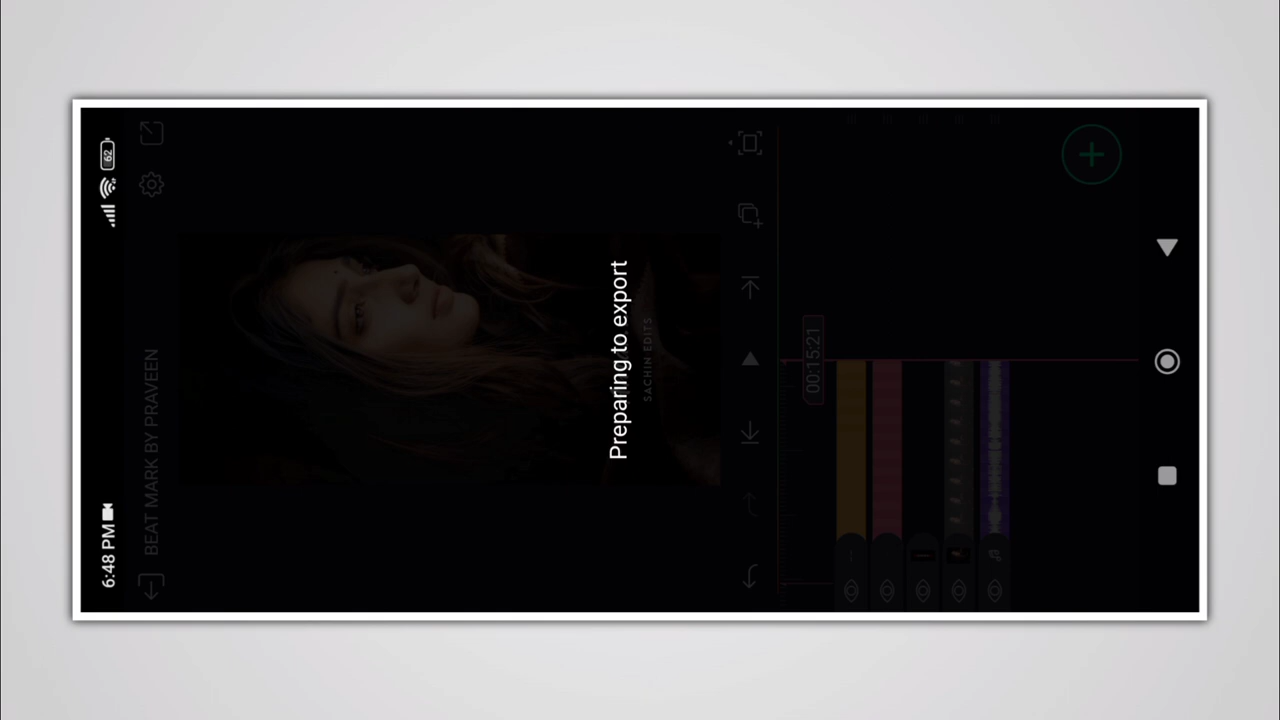 6:48 PM
62
BEAT MARK BY PRAVEEN
SACHIN EDITS
Preparing to export
00:15:21